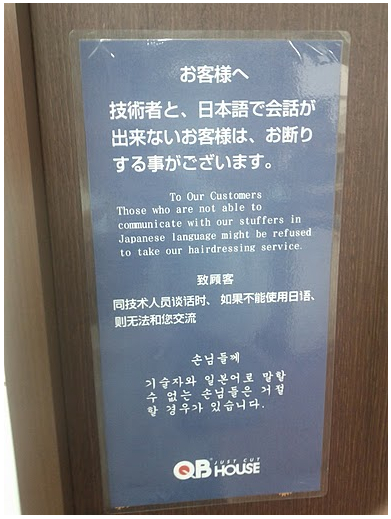 お客様へ
技術者と、日本語で会話が
出来ないお客様は、お断り
する事がございます。
To Our Customers
Those who are not able to
communicate with our stuffers in
Japanese language might be refused
to take our hairdressing service.
致顾客
同技术人员谈话时、如果不能使用日语、
则无法和您交流
손님들께
기술자와 일본어로 말할
수 없는 손님들은 거절
할 경우가 있습니다.
QB JUST CUT
HOUSE